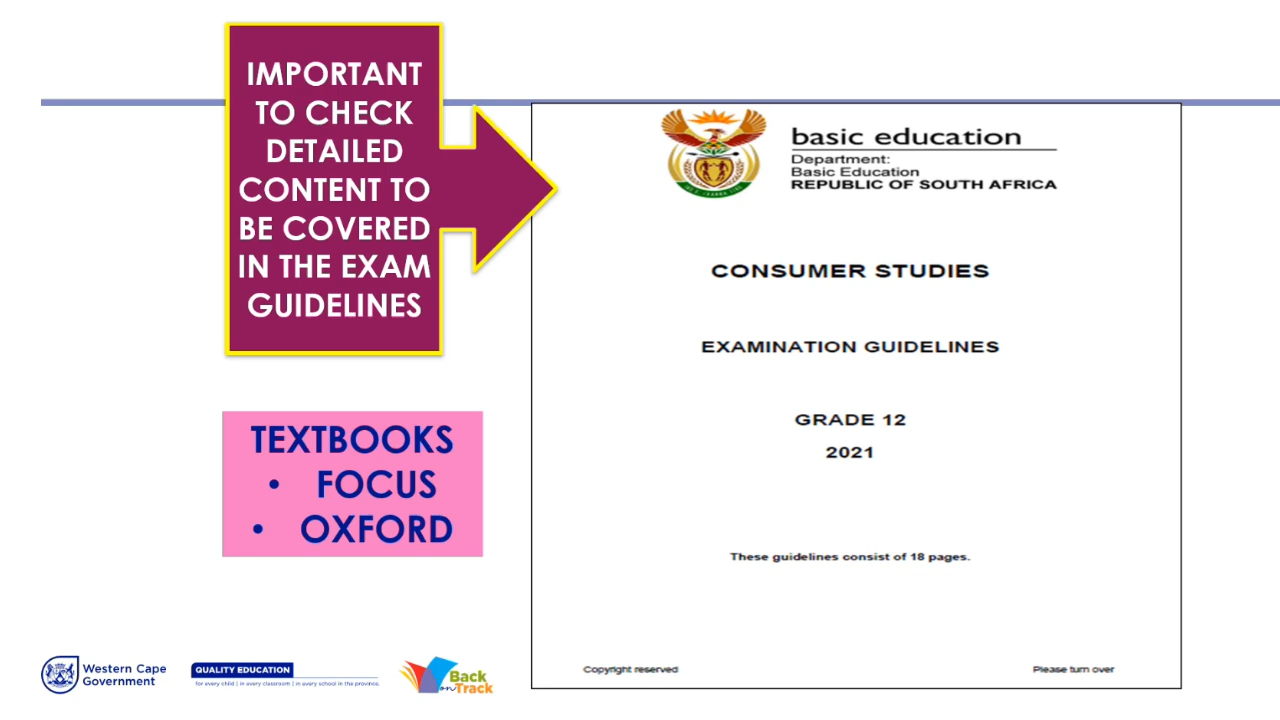 IMPORTANT
TO CHECK
DETAILED
CONTENT TO
BE COVERED
IN THE EXAM
GUIDELINES
TEXTBOOKS
• FOCUS
• OXFORD
basic education
Department:
Basic Education
REPUBLIC OF SOUTH AFRICA
CONSUMER STUDIES
EXAMINATION GUIDELINES
GRADE 12
2021
These guidelines consist of 18 pages.
Copyright reserved
Please turn over
Western Cape
Government
QUALITY EDUCATION
for every child | in every classroom | in every school in the province.
Back
on Track